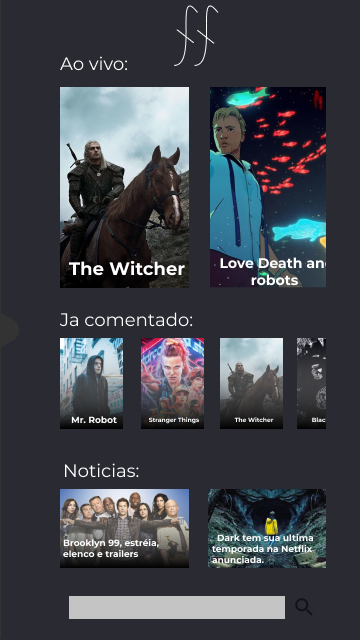 ff
Ao vivo:
The Witcher
Love Death an
robots
Ja comentado:
Mr. Robot
Stranger Things
The Witcher
Blac
Noticias:
Brooklyn 99, estréia,
elenco e trailers
Dark tem sua ultima
temporada na Netflix
anunciada.